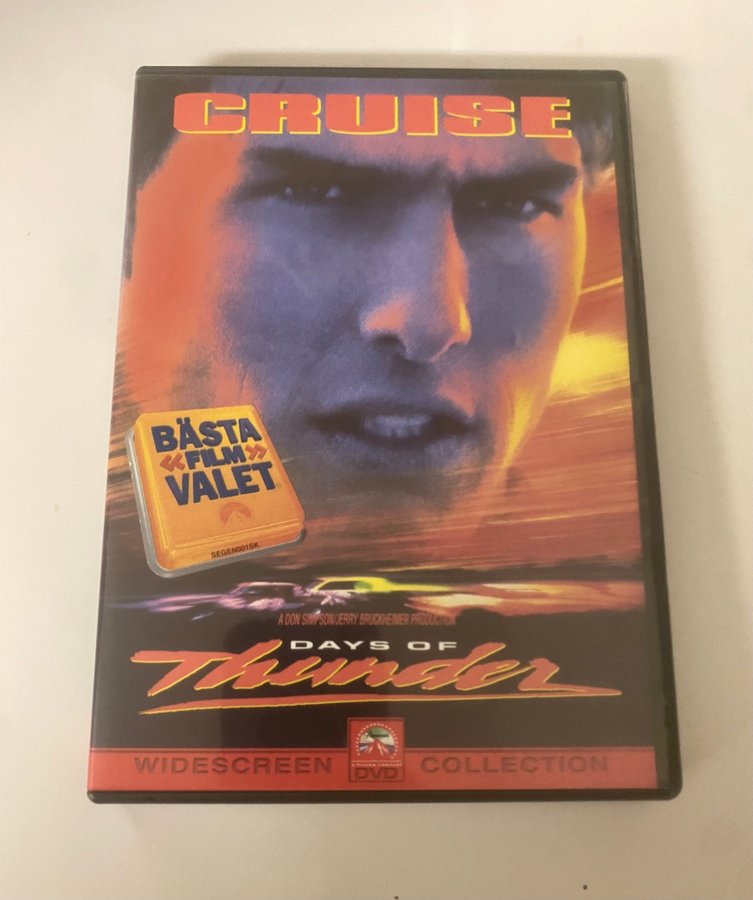 CRUISE
BÄSTA
«FILM»
VALET
SEGEN001SK
A DON SIMPSON/JERRY BRUCKHEIMER PRODUCTION
DAYS OF
Thunder
WIDESCREEN DVD COLLECTION